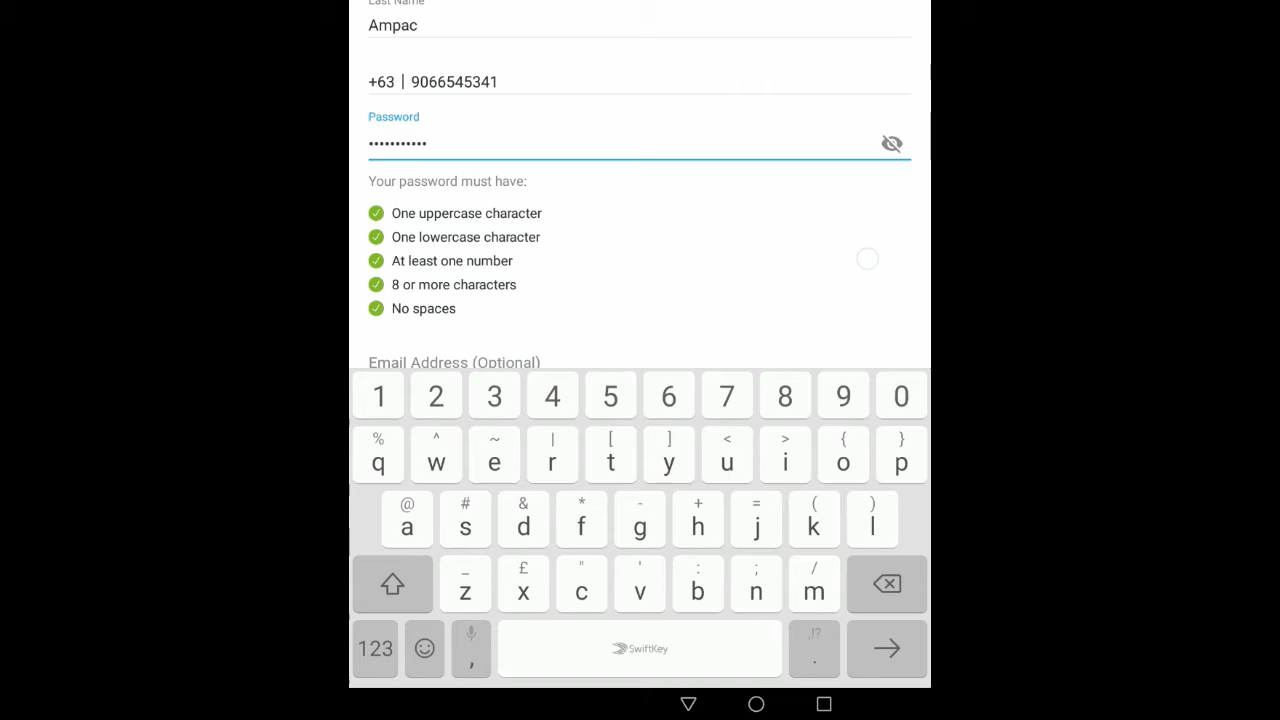 Last Name
Ampac
+63 | 9066545341
Password
•••••••••••
Your password must have:
One uppercase character
One lowercase character
At least one number
8 or more characters
No spaces
Email Address (Optional)
1 2 3 4 5 6 7 8 9 0
% ^ ~ | [ ] < > { }
q w e r t y u i o p
@ # & * - + = ( )
a s d f g h j k l
_ £ " ' : ; /
z x c v b n m
123 , SwiftKey ,!? .